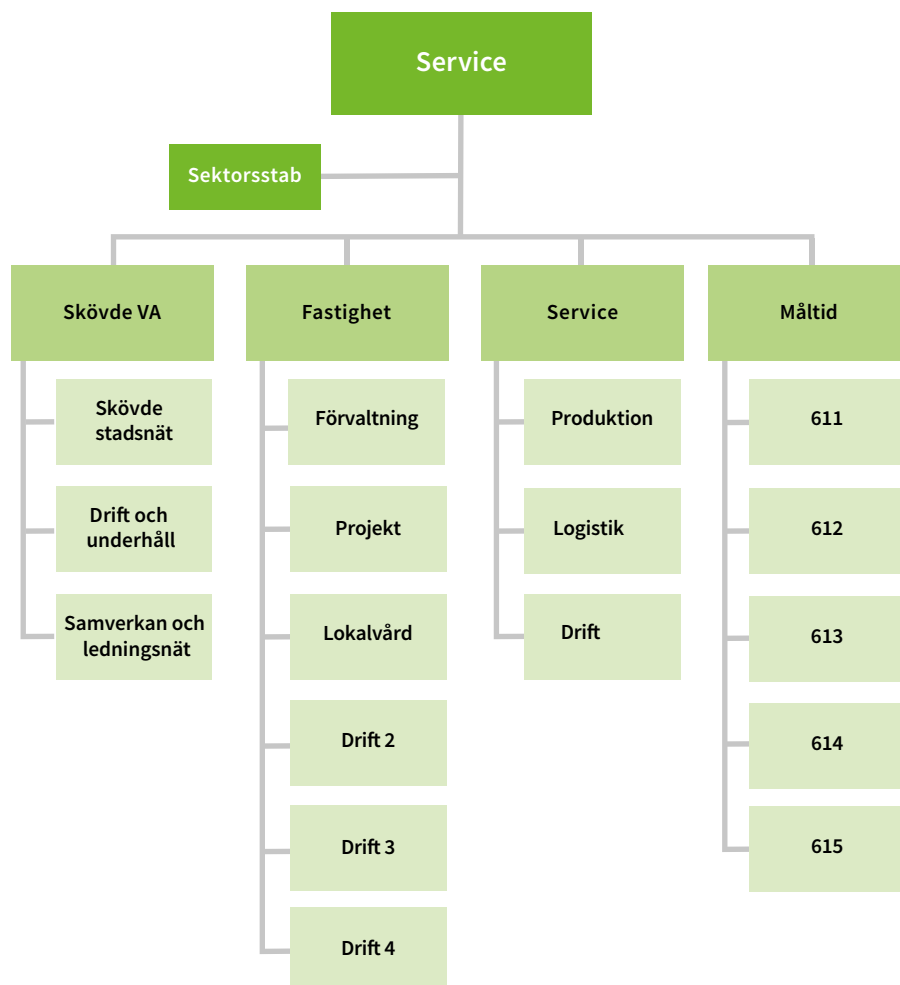 Service
Sektorsstab
Skövde VA
Fastighet
Service
Måltid
Skövde
stadsnät
Drift och
underhåll
Samverkan och
ledningsnät
Förvaltning
Projekt
Lokalvård
Drift 2
Drift 3
Drift 4
Produktion
Logistik
Drift
611
612
613
614
615